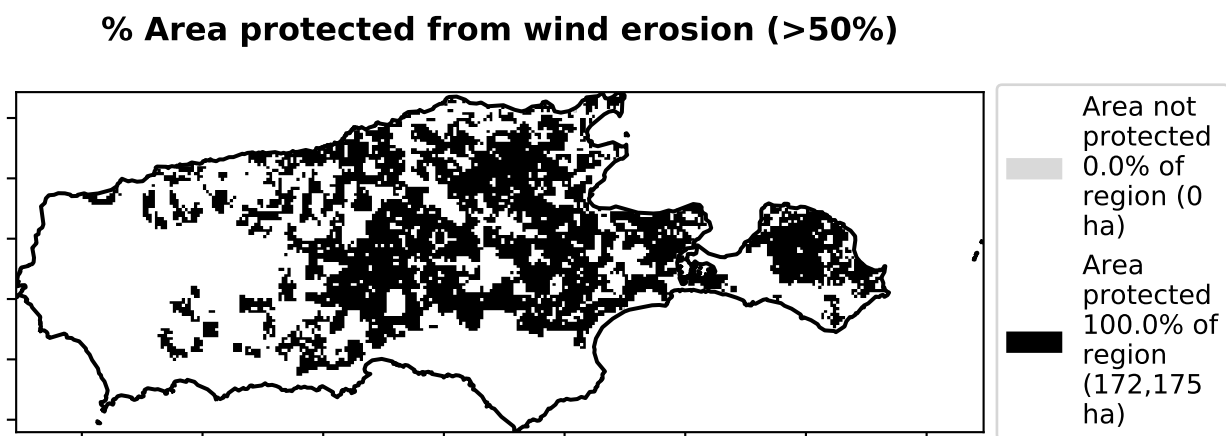 % Area protected from wind erosion (>50%)
Area not
protected
0.0% of
region (0
ha)
Area
protected
100.0% of
region
(172,175
ha)